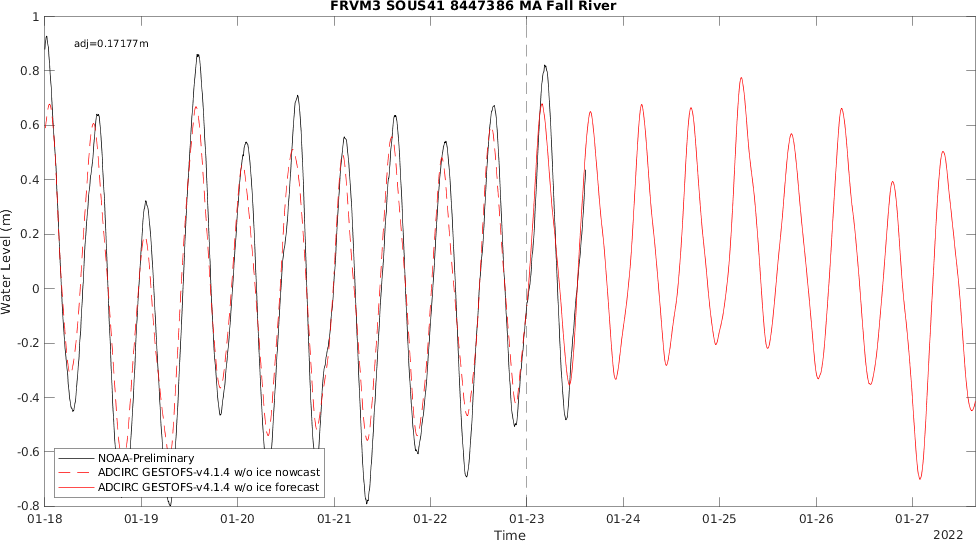 FRVM3 SOUS41 8447386 MA Fall River
adj=0.17177m
1
0.8
0.6
0.4
0.2
0
-0.2
-0.4
-0.6
-0.8
Water Level (m)
NOAA-Preliminary
ADCIRC GESTOFS-v4.1.4 w/o ice nowcast
ADCIRC GESTOFS-v4.1.4 w/o ice forecast
01-18 01-19 01-20 01-21 01-22 01-23 01-24 01-25 01-26 01-27
Time
2022